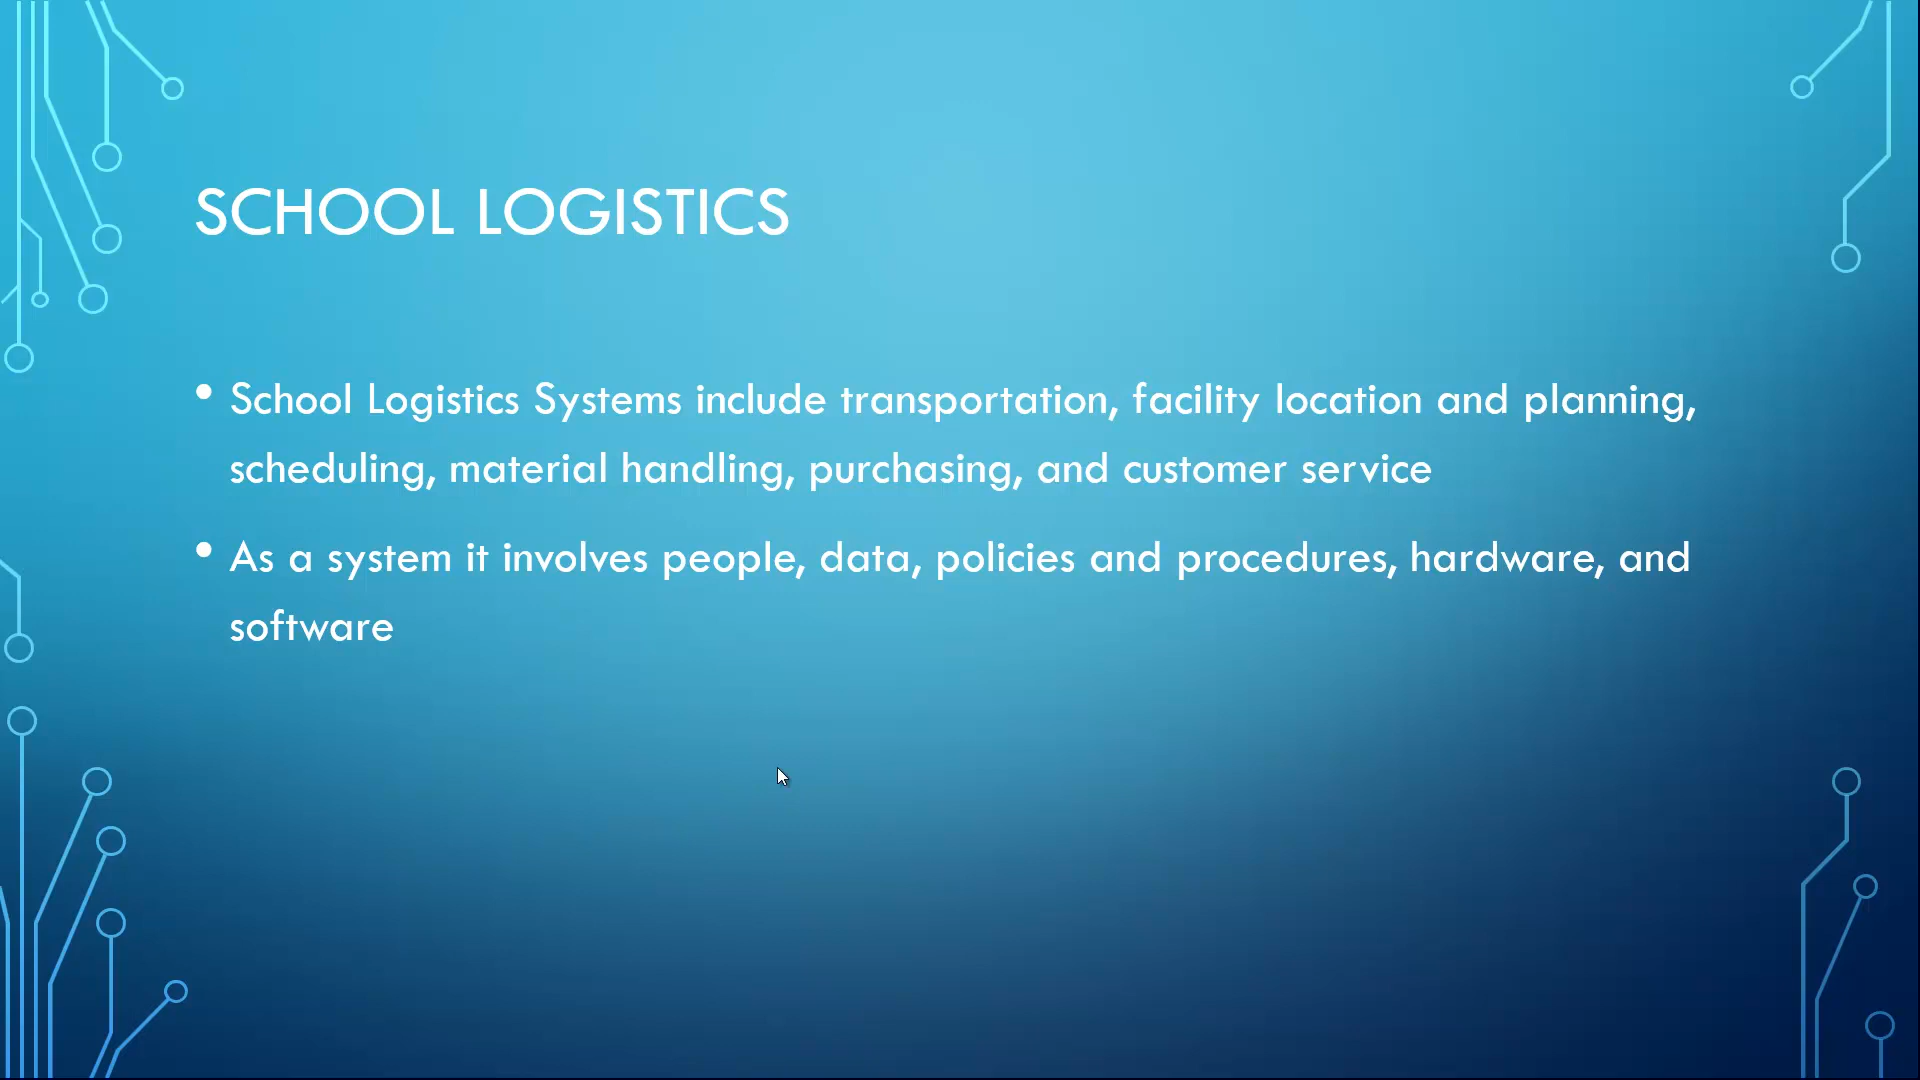 SCHOOL LOGISTICS
• School Logistics Systems include transportation, facility location and planning,
scheduling, material handling, purchasing, and customer service
• As a system it involves people, data, policies and procedures, hardware, and
software